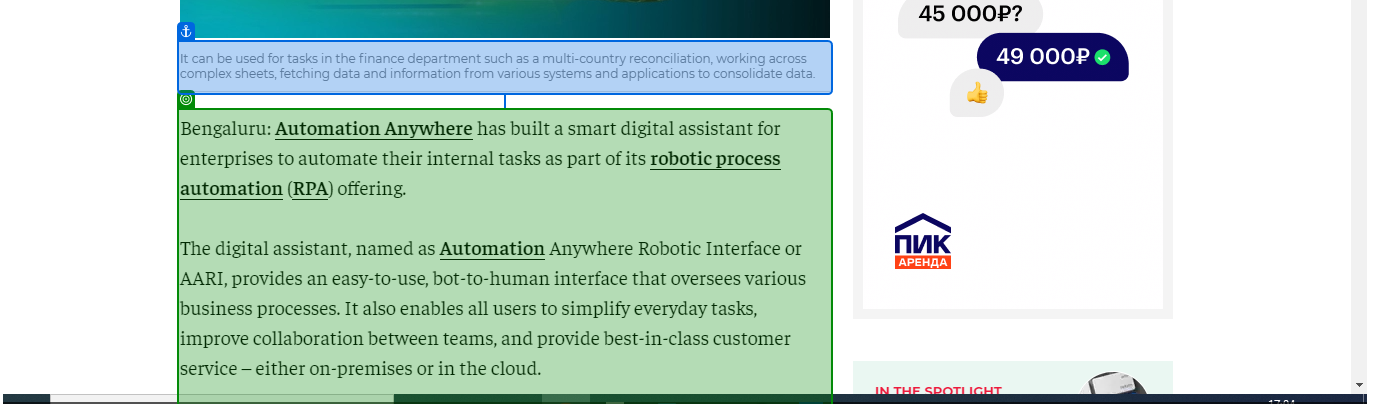 It can be used for tasks in the finance department such as a multi-country reconciliation, working across
complex sheets, fetching data and information from various systems and applications to consolidate data.
Bengaluru: Automation Anywhere has built a smart digital assistant for
enterprises to automate their internal tasks as part of its robotic process
automation (RPA) offering.
The digital assistant, named as Automation Anywhere Robotic Interface or
AARI, provides an easy-to-use, bot-to-human interface that oversees various
business processes. It also enables all users to simplify everyday tasks,
improve collaboration between teams, and provide best-in-class customer
service – either on-premises or in the cloud.
45 000₽?
49 000₽
ПИК
АРЕНДА
IN THE SPOTLIGHT